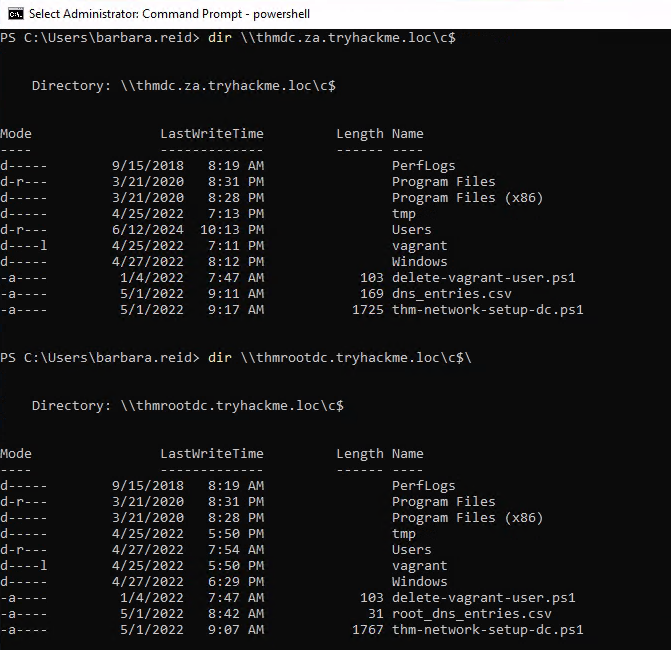 Select Administrator: Command Prompt - powershell
PS C:\Users\barbara.reid> dir \\thmdc.za.tryhackme.loc\c$
Directory: \\thmdc.za.tryhackme.loc\c$
Mode LastWriteTime Length Name
---- ------------- ------ ----
d----- 9/15/2018 8:19 AM PerfLogs
d-r--- 3/21/2020 8:31 PM Program Files
d----- 3/21/2020 8:28 PM Program Files (x86)
d----- 4/25/2022 7:13 PM tmp
d-r--- 6/12/2024 10:13 PM Users
d----l 4/25/2022 7:11 PM vagrant
d----- 4/27/2022 8:12 PM Windows
-a---- 1/4/2022 7:47 AM 103 delete-vagrant-user.ps1
-a---- 5/1/2022 9:11 AM 169 dns_entries.csv
-a---- 5/1/2022 9:17 AM 1725 thm-network-setup-dc.ps1
PS C:\Users\barbara.reid> dir \\thmrootdc.tryhackme.loc\c$\
Directory: \\thmrootdc.tryhackme.loc\c$
Mode LastWriteTime Length Name
---- ------------- ------ ----
d----- 9/15/2018 8:19 AM PerfLogs
d-r--- 3/21/2020 8:31 PM Program Files
d----- 3/21/2020 8:28 PM Program Files (x86)
d----- 4/25/2022 5:50 PM tmp
d-r--- 4/27/2022 7:54 AM Users
d----l 4/25/2022 5:50 PM vagrant
d----- 4/27/2022 6:29 PM Windows
-a---- 1/4/2022 7:47 AM 103 delete-vagrant-user.ps1
-a---- 5/1/2022 8:42 AM 31 root_dns_entries.csv
-a---- 5/1/2022 9:07 AM 1767 thm-network-setup-dc.ps1